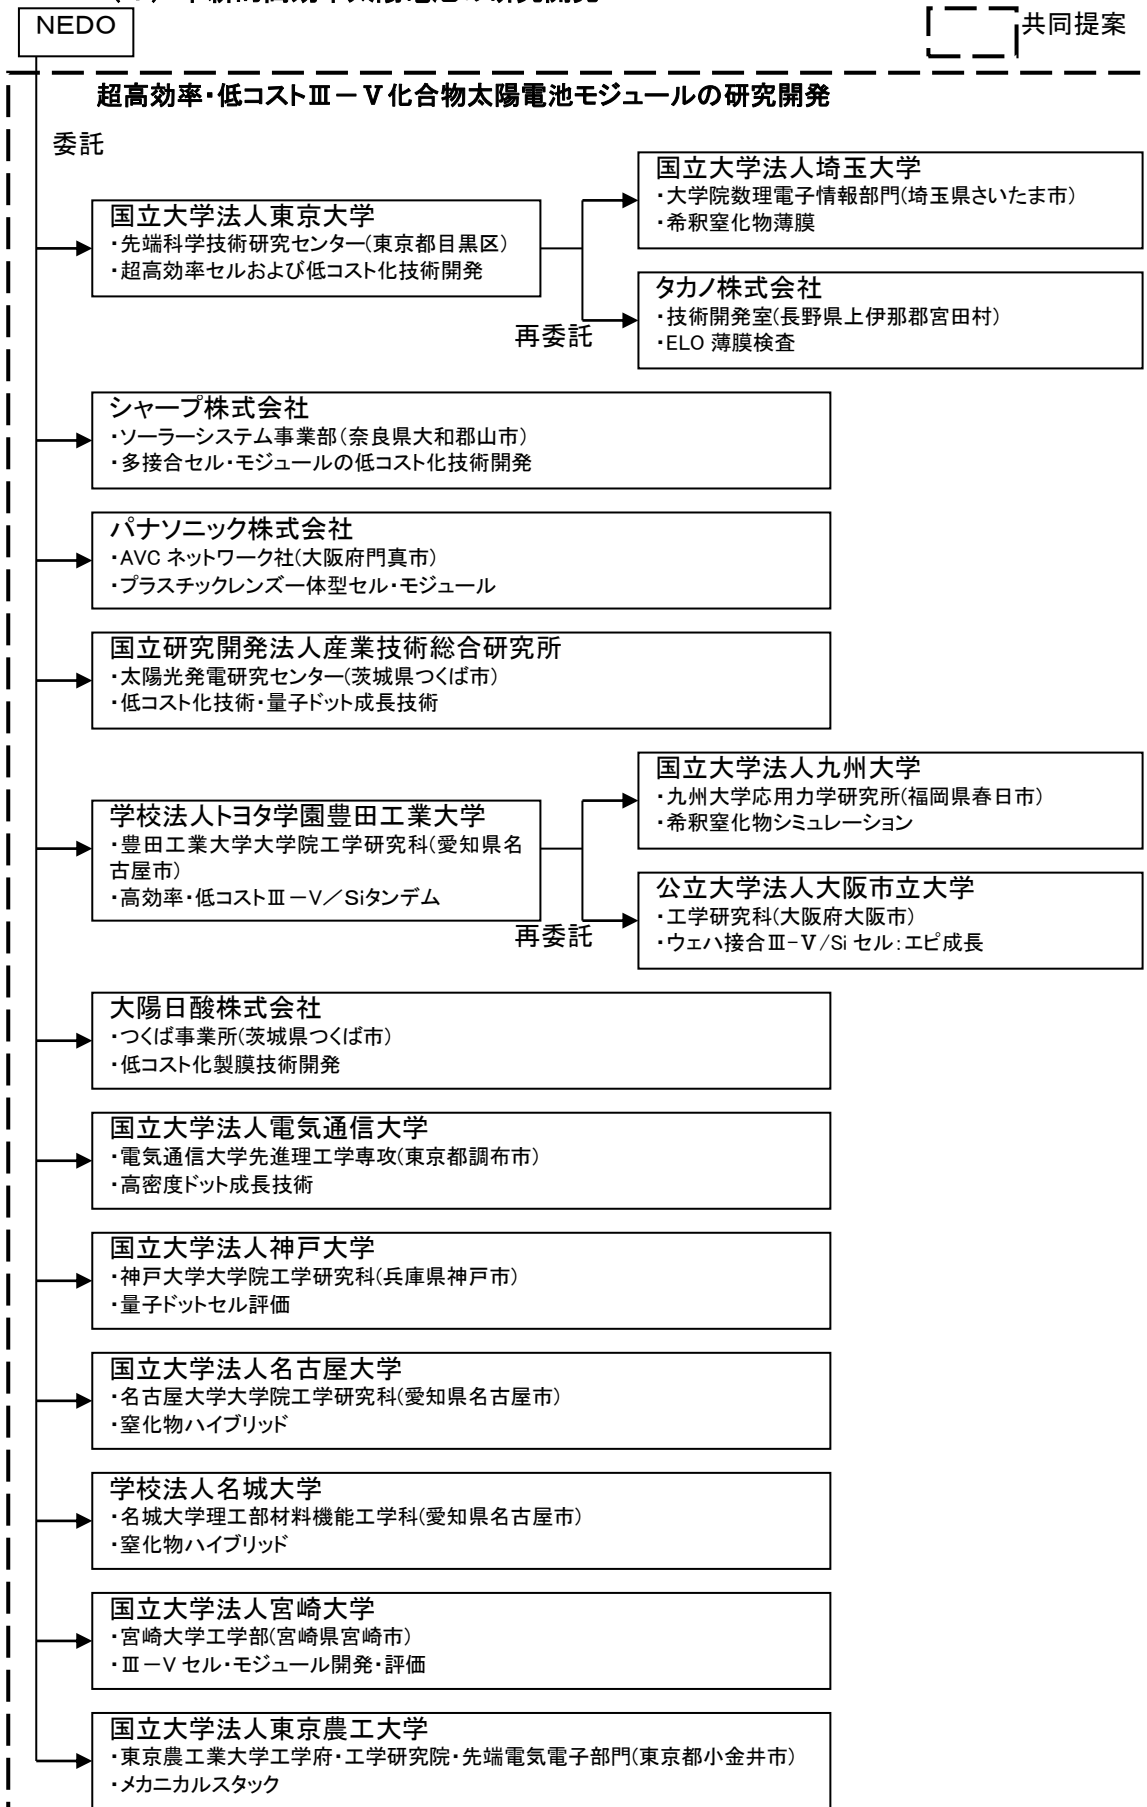 NEDO
共同提案
超高効率・低コストⅢ－Ⅴ化合物太陽電池モジュールの研究開発
委託
国立大学法人東京大学
・先端科学技術研究センター(東京都目黒区)
・超高効率セルおよび低コスト化技術開発
国立大学法人埼玉大学
・大学院数理電子情報部門(埼玉県さいたま市)
・希釈窒化物薄膜
タカノ株式会社
・技術開発室(長野県上伊那郡宮田村)
・ELO 薄膜検査
再委託
シャープ株式会社
・ソーラーシステム事業部(奈良県大和郡山市)
・多接合セル・モジュールの低コスト化技術開発
パナソニック株式会社
・AVC ネットワーク社(大阪府門真市)
・プラスチックレンズ一体型セル・モジュール
国立研究開発法人産業技術総合研究所
・太陽光発電研究センター(茨城県つくば市)
・低コスト化技術・量子ドット成長技術
学校法人トヨタ学園豊田工業大学
・豊田工業大学大学院工学研究科(愛知県名
古屋市)
・高効率・低コストⅢ－Ⅴ／Siタンデム
国立大学法人九州大学
・九州大学応用力学研究所(福岡県春日市)
・希釈窒化物シミュレーション
公立大学法人大阪市立大学
・工学研究科(大阪府大阪市)
・ウェハ接合Ⅲ-Ⅴ/Si セル:エピ成長
再委託
大陽日酸株式会社
・つくば事業所(茨城県つくば市)
・低コスト化製膜技術開発
国立大学法人電気通信大学
・電気通信大学先進理工学専攻(東京都調布市)
・高密度ドット成長技術
国立大学法人神戸大学
・神戸大学大学院工学研究科(兵庫県神戸市)
・量子ドットセル評価
国立大学法人名古屋大学
・名古屋大学大学院工学研究科(愛知県名古屋市)
・窒化物ハイブリッド
学校法人名城大学
・名城大学理工部材料機能工学科(愛知県名古屋市)
・窒化物ハイブリッド
国立大学法人宮崎大学
・宮崎大学工学部(宮崎県宮崎市)
・Ⅲ－Ⅴ セル・モジュール開発・評価
国立大学法人東京農工大学
・東京農工業大学工学府・工学研究院・先端電気電子部門(東京都小金井市)
・メカニカルスタック